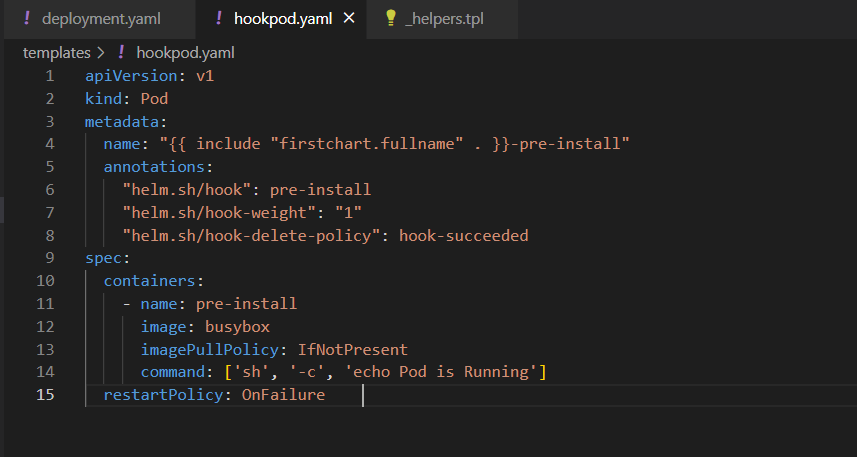 ! deployment.yaml ! hookpod.yaml × _helpers.tpl
templates > ! hookpod.yaml
1 apiVersion: v1
2 kind: Pod
3 metadata:
4   name: "{{ include "firstchart.fullname" . }}-pre-install"
5   annotations:
6     "helm.sh/hook": pre-install
7     "helm.sh/hook-weight": "1"
8     "helm.sh/hook-delete-policy": hook-succeeded
9 spec:
10   containers:
11     - name: pre-install
12       image: busybox
13       imagePullPolicy: IfNotPresent
14       command: ['sh', '-c', 'echo Pod is Running']
15   restartPolicy: OnFailure